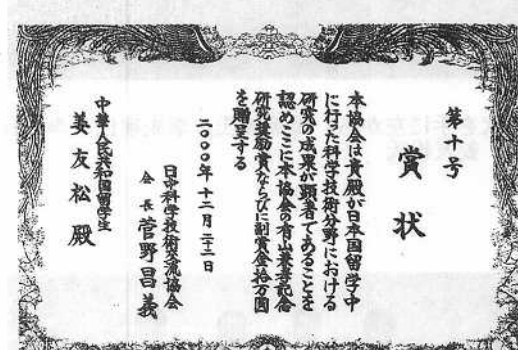 第十号
賞状
本協会は貴殿が日本国留学中
に行った科学技術分野における
研究の成果が顕著であることを
認めここに本協会の有山兼孝記念
研究奨励賞ならびに副賞金拾万円
を贈呈する
二〇〇〇年十二月二十二日
日中科学技術交流協会
会長 菅野昌義
中華人民共和国留学生
姜友松殿